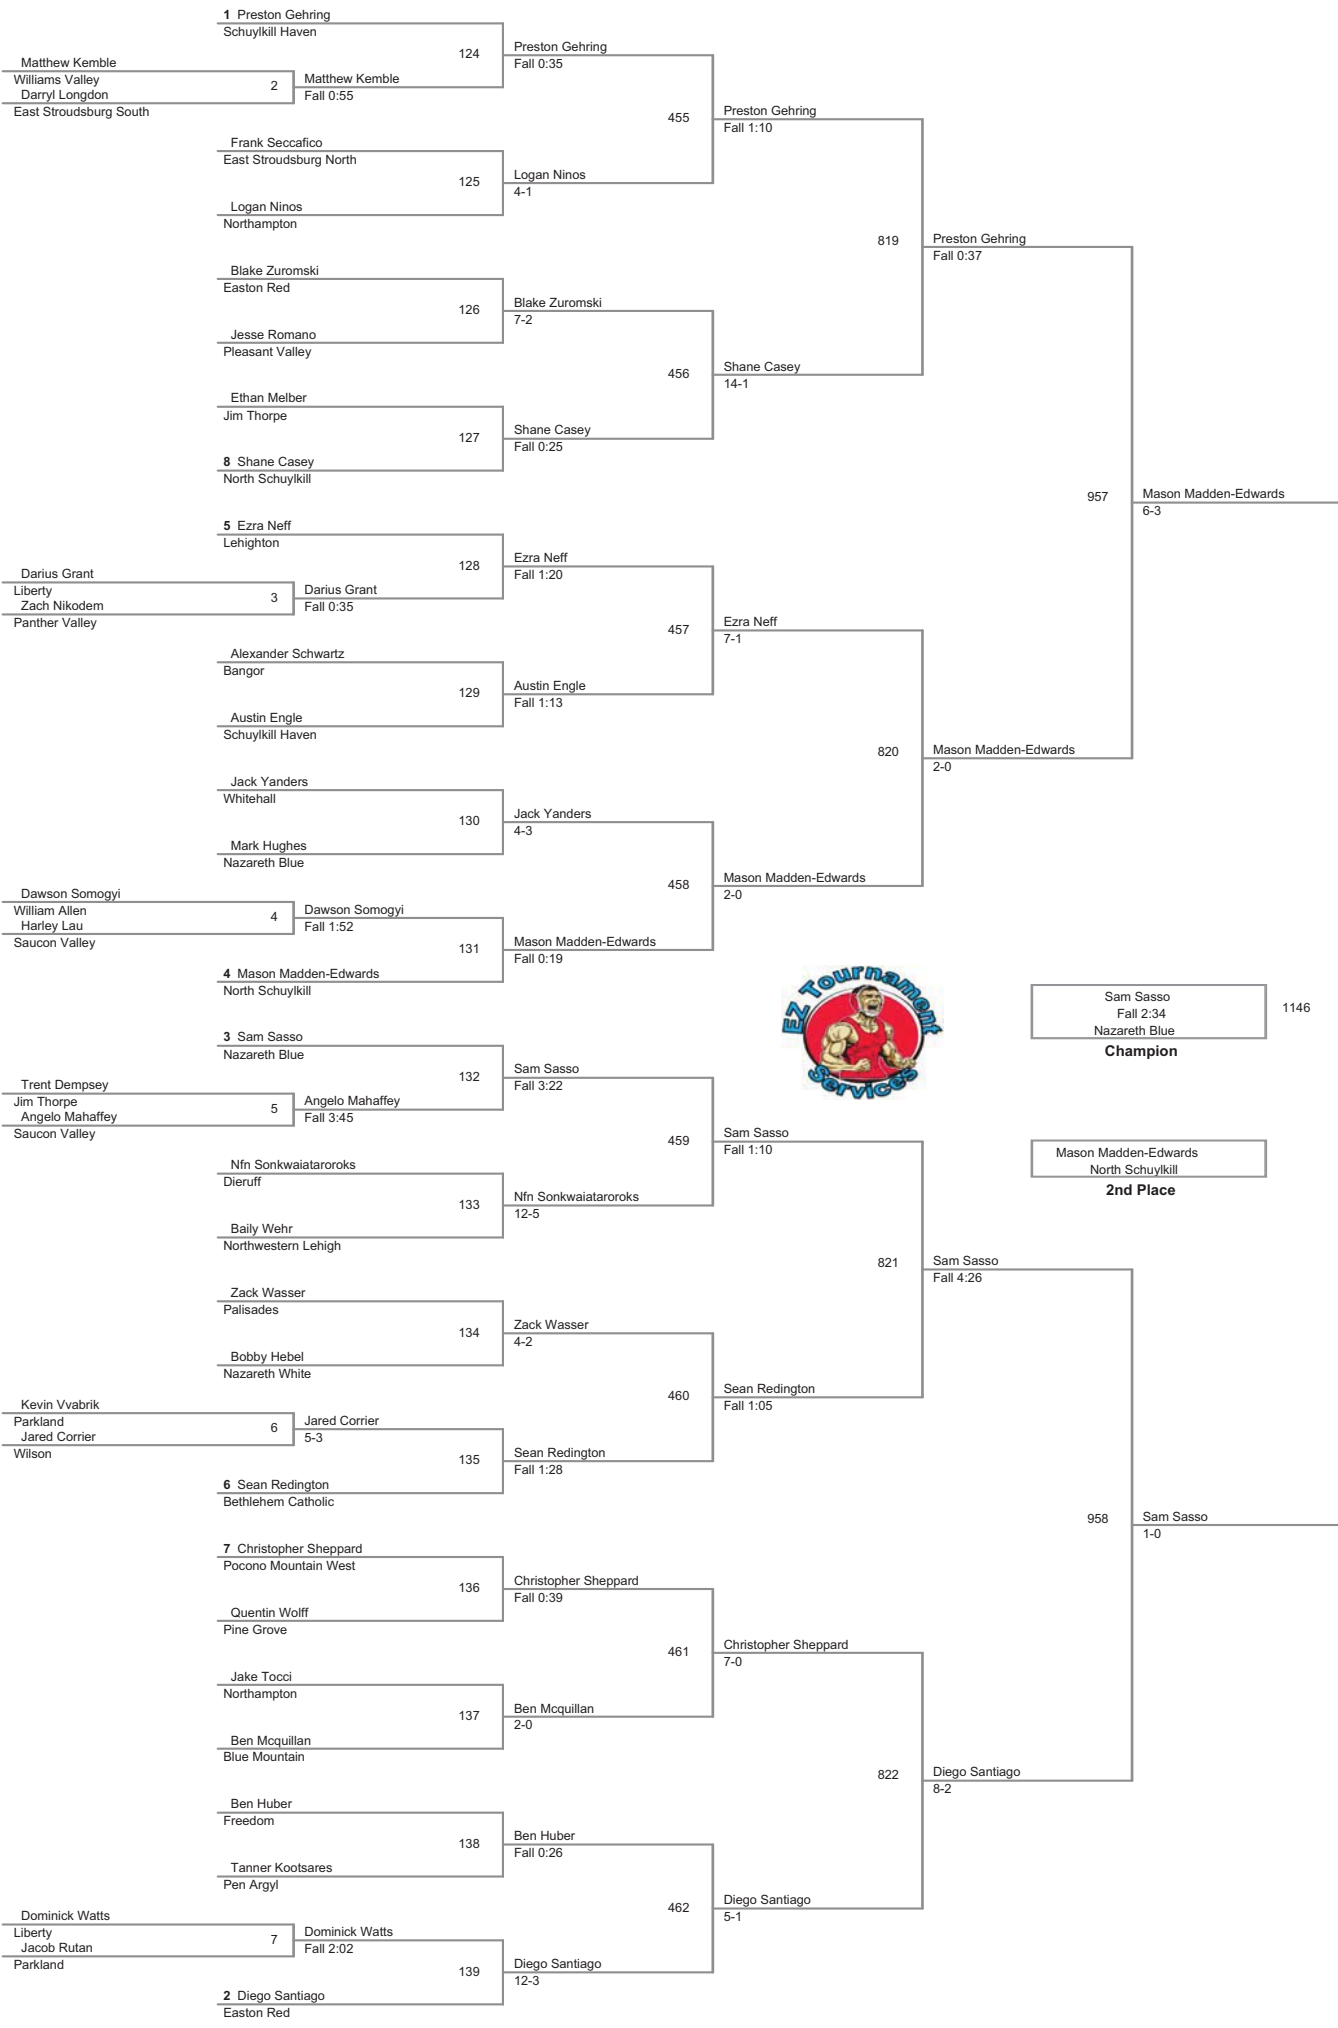 1 Preston Gehring
Schuylkill Haven
124
Preston Gehring
Fall 0:35
Matthew Kemble
Williams Valley
2
Matthew Kemble
Fall 0:55
Darryl Longdon
East Stroudsburg South
455
Preston Gehring
Fall 1:10
Frank Seccafico
East Stroudsburg North
125
Logan Ninos
4-1
Logan Ninos
Northampton
819
Preston Gehring
Fall 0:37
Blake Zuromski
Easton Red
126
Blake Zuromski
7-2
Jesse Romano
Pleasant Valley
456
Shane Casey
14-1
Ethan Melber
Jim Thorpe
127
Shane Casey
Fall 0:25
8 Shane Casey
North Schuylkill
957
Mason Madden-Edwards
6-3
5 Ezra Neff
Lehighton
128
Ezra Neff
Fall 1:20
Darius Grant
Liberty
3
Darius Grant
Fall 0:35
Zach Nikodem
Panther Valley
457
Ezra Neff
7-1
Alexander Schwartz
Bangor
129
Austin Engle
Fall 1:13
Austin Engle
Schuylkill Haven
820
Mason Madden-Edwards
2-0
Jack Yanders
Whitehall
130
Jack Yanders
4-3
Mark Hughes
Nazareth Blue
458
Mason Madden-Edwards
2-0
Dawson Somogyi
William Allen
4
Dawson Somogyi
Fall 1:52
Harley Lau
Saucon Valley
131
Mason Madden-Edwards
Fall 0:19
4 Mason Madden-Edwards
North Schuylkill
EZ Tournament
Services
Sam Sasso
Fall 2:34
Nazareth Blue
1146
Champion
3 Sam Sasso
Nazareth Blue
132
Sam Sasso
Fall 3:22
Trent Dempsey
Jim Thorpe
5
Angelo Mahaffey
Fall 3:45
Angelo Mahaffey
Saucon Valley
459
Sam Sasso
Fall 1:10
Mason Madden-Edwards
North Schuylkill
2nd Place
Nfn Sonkwaiataroroks
Dieruff
133
Nfn Sonkwaiataroroks
12-5
Baily Wehr
Northwestern Lehigh
821
Sam Sasso
Fall 4:26
Zack Wasser
Palisades
134
Zack Wasser
4-2
Bobby Hebel
Nazareth White
460
Sean Redington
Fall 1:05
Kevin Vvabrik
Parkland
6
Jared Corrier
5-3
Jared Corrier
Wilson
135
Sean Redington
Fall 1:28
6 Sean Redington
Bethlehem Catholic
958
Sam Sasso
1-0
7 Christopher Sheppard
Pocono Mountain West
136
Christopher Sheppard
Fall 0:39
Quentin Wolff
Pine Grove
461
Christopher Sheppard
7-0
Jake Tocci
Northampton
137
Ben Mcquillan
2-0
Ben Mcquillan
Blue Mountain
822
Diego Santiago
8-2
Ben Huber
Freedom
138
Ben Huber
Fall 0:26
Tanner Kootsares
Pen Argyl
462
Diego Santiago
5-1
Dominick Watts
Liberty
7
Dominick Watts
Fall 2:02
Jacob Rutan
Parkland
139
Diego Santiago
12-3
2 Diego Santiago
Easton Red